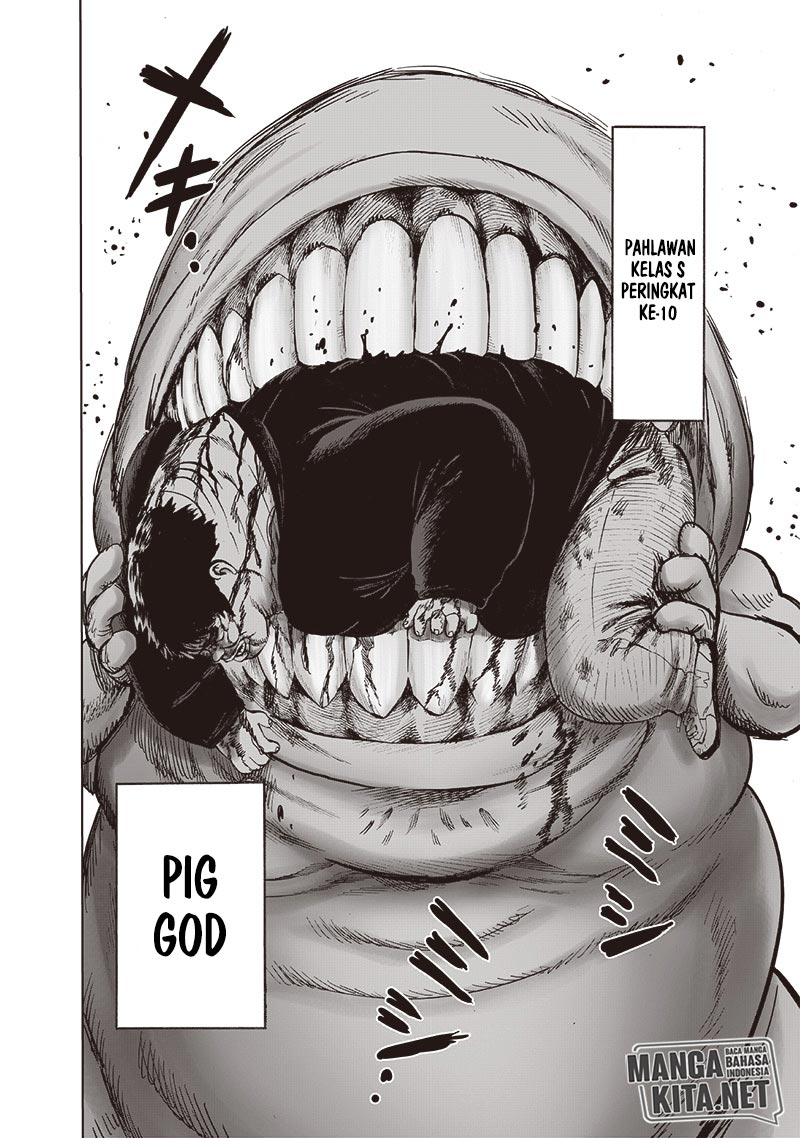 メキ
PAHLAWAN
KELAS S
PERINGKAT
KE-10
PIG
GOD
MANGA
KITA.NET
BACA MANGA
BAHASA
INDONESIA